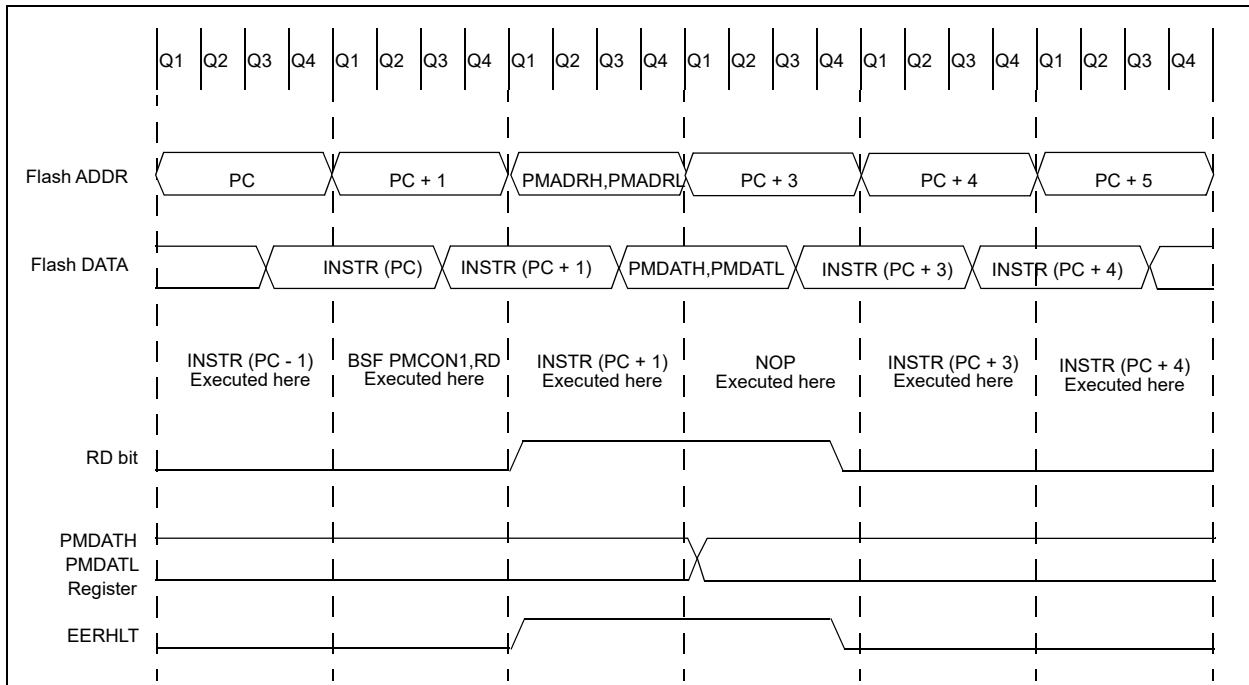 Q1 Q2 Q3 Q4 Q1 Q2 Q3 Q4 Q1 Q2 Q3 Q4 Q1 Q2 Q3 Q4 Q1 Q2 Q3 Q4 Q1 Q2 Q3 Q4
Flash ADDR PC PC + 1 PMADRH,PMADRL PC + 3 PC + 4 PC + 5
Flash DATA INSTR (PC) INSTR (PC + 1) PMDATH,PMDATL INSTR (PC + 3) INSTR (PC + 4)
INSTR (PC - 1) BSF PMCON1,RD INSTR (PC + 1) NOP INSTR (PC + 3) INSTR (PC + 4)
Executed here Executed here Executed here Executed here Executed here Executed here
RD bit
PMDATH
PMDATL
Register
EERHLT